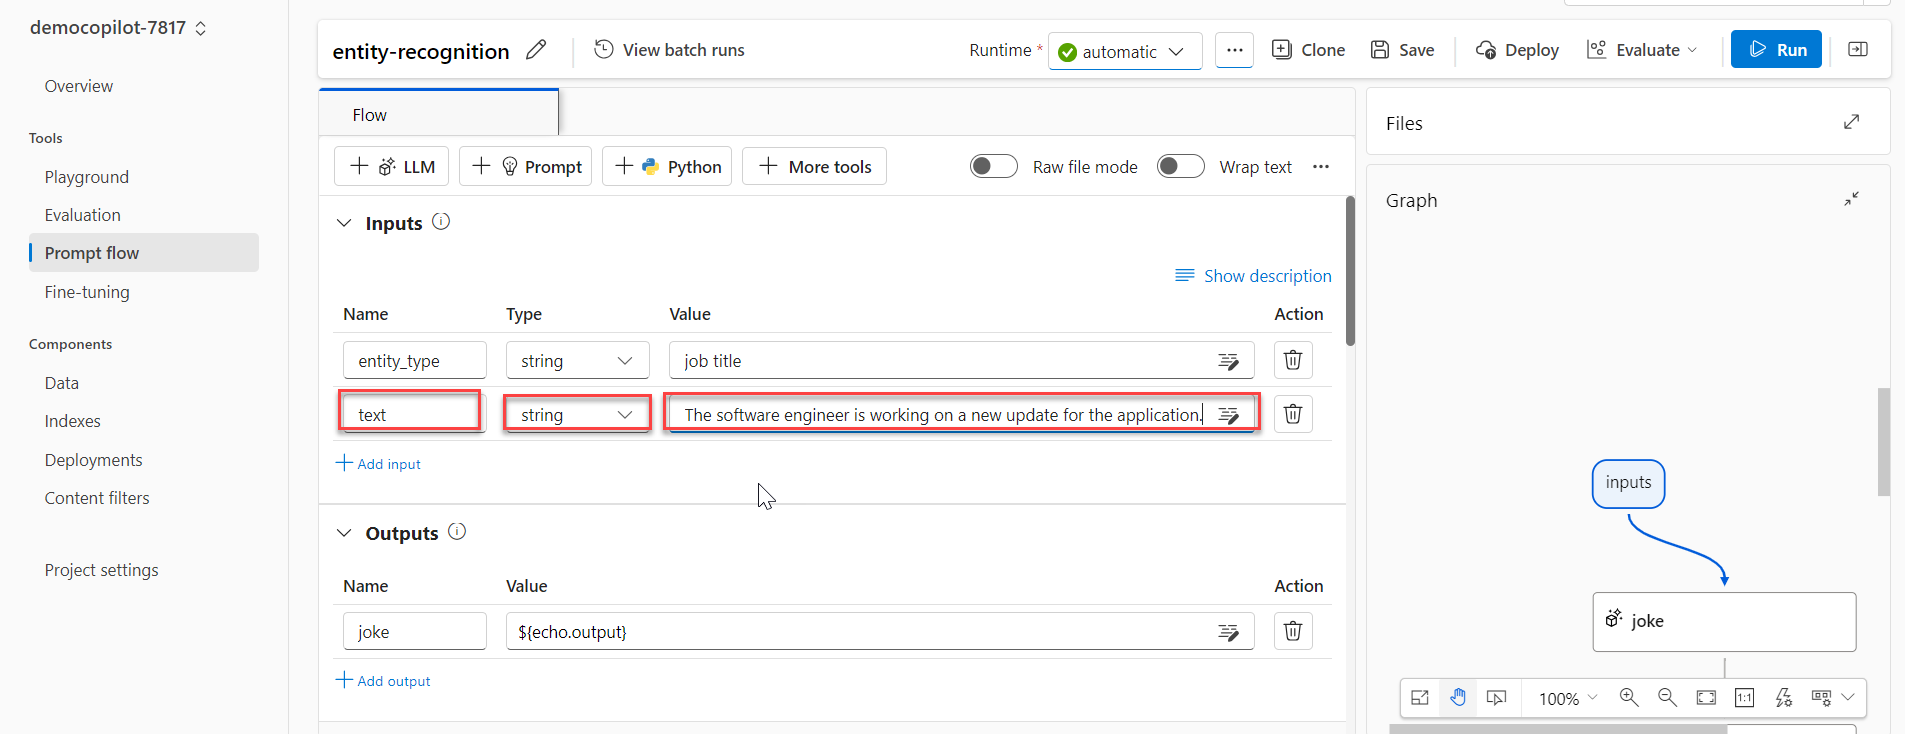 democopilot-7817
Overview
Tools
Playground
Evaluation
Prompt flow
Fine-tuning
Components
Data
Indexes
Deployments
Content filters
Project settings
entity-recognition
View batch runs
Runtime *
automatic
Clone
Save
Deploy
Evaluate
Run
Flow
LLM
Prompt
Python
More tools
Raw file mode
Wrap text
Inputs
Show description
Name Type Value Action
entity_type string job title
text string The software engineer is working on a new update for the application.
Add input
Outputs
Name Value Action
joke ${echo.output}
Add output
Files
Graph
inputs
joke
100%
1:1